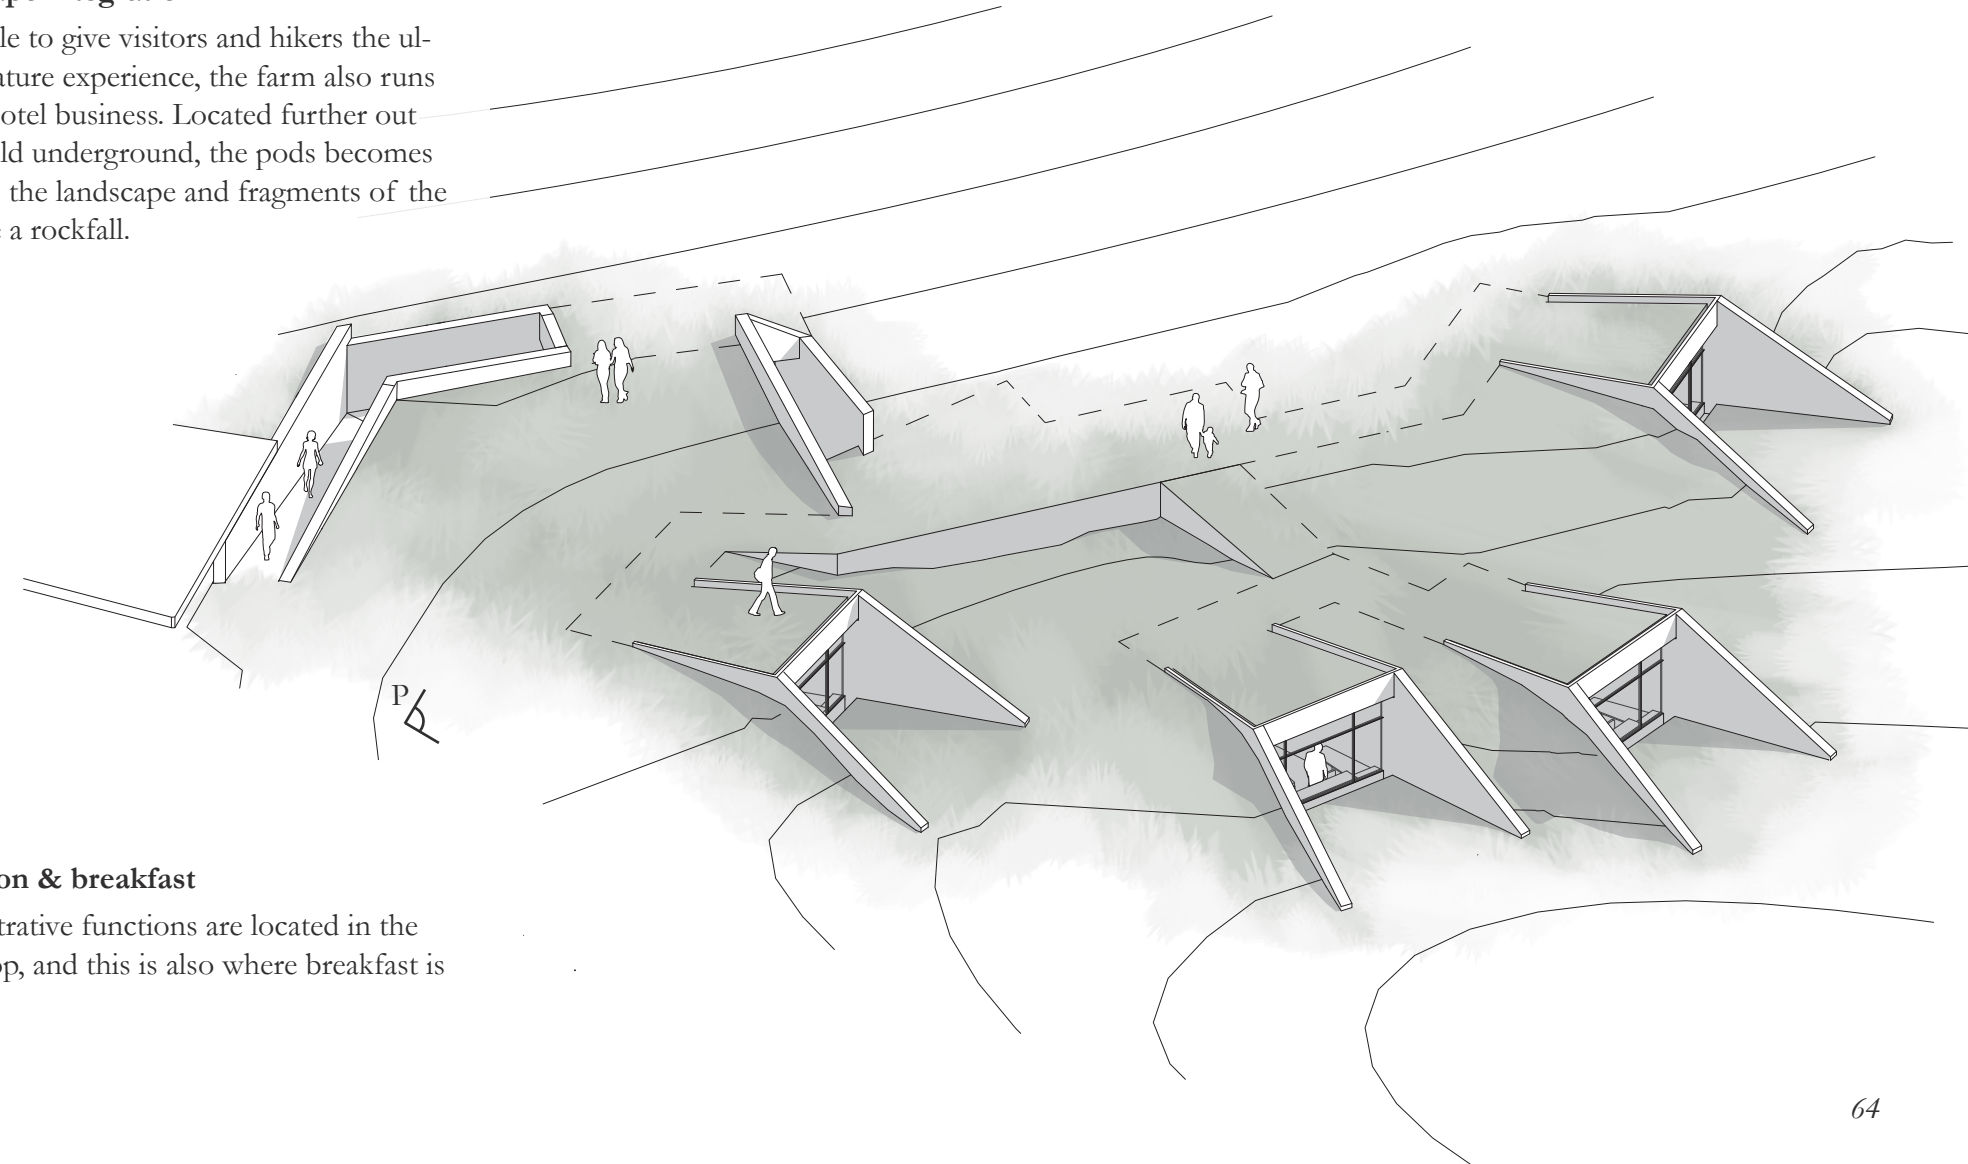 le to give visitors and hikers the ul-
ature experience, the farm also runs
otel business. Located further out
ld underground, the pods becomes
the landscape and fragments of the
a rockfall.
P
on & breakfast
trative functions are located in the
op, and this is also where breakfast is
64